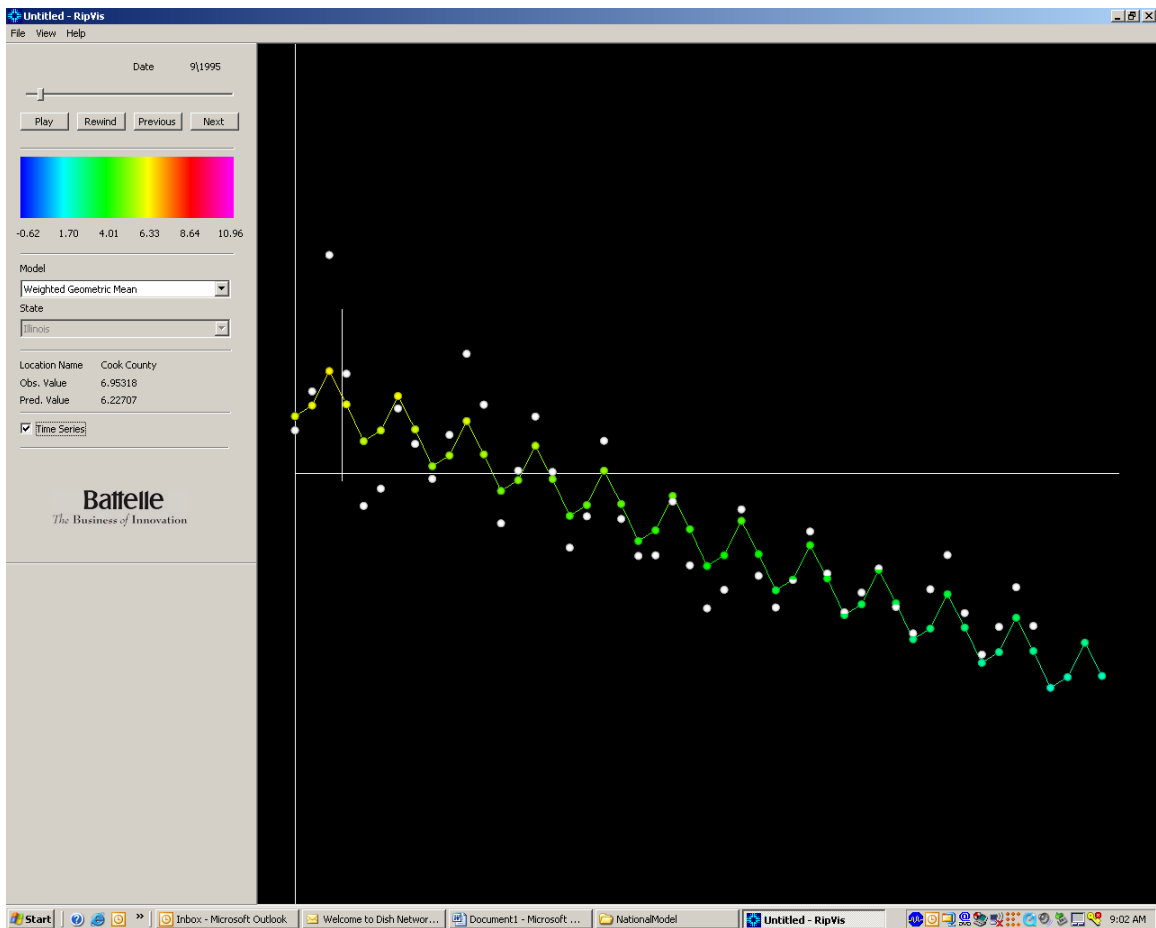 Untitled - RipVis
File View Help
Date 9\1995
Play Rewind Previous Next
-0.62 1.70 4.01 6.33 8.64 10.96
Model
Weighted Geometric Mean
State
Illinois
Location Name Cook County
Obs. Value 6.95318
Pred. Value 6.22707
Time Series
Battelle
The Business of Innovation
Start » Inbox - Microsoft Outlook Welcome to Dish Networ... Document1 - Microsoft ... NationalModel Untitled - RipVis 9:02 AM